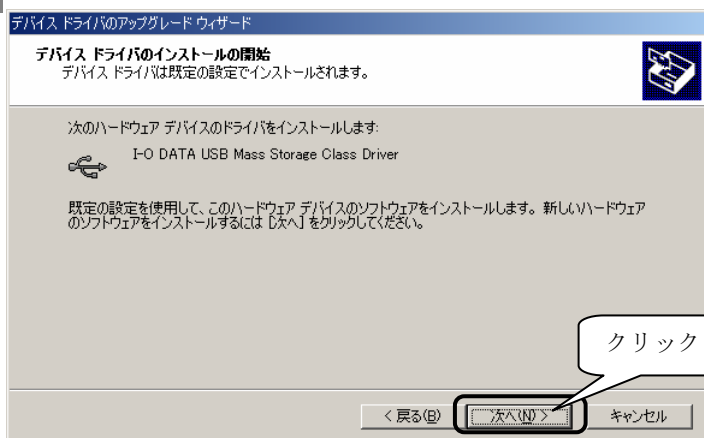 デバイス ドライバのアップグレード ウィザード
デバイス ドライバのインストールの開始
デバイス ドライバは既定の設定でインストールされます。
次のハードウェア デバイスのドライバをインストールします:
I-O DATA USB Mass Storage Class Driver
既定の設定を使用して、このハードウェア デバイスのソフトウェアをインストールします。新しいハードウェア
のソフトウェアをインストールするには [次へ] をクリックしてください。
クリック
< 戻る(B)
次へ(N) >
キャンセル